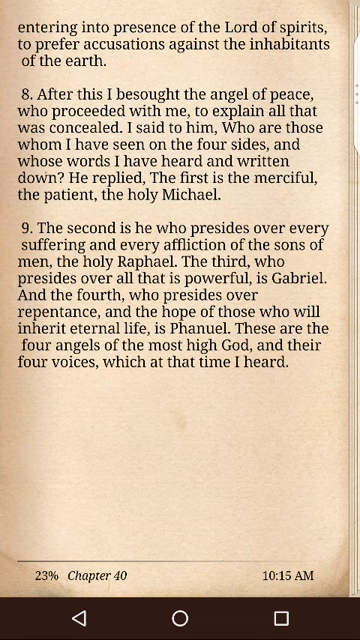 entering into presence of the Lord of spirits,
to prefer accusations against the inhabitants
of the earth.
8. After this I besought the angel of peace,
who proceeded with me, to explain all that
was concealed. I said to him, Who are those
whom I have seen on the four sides, and
whose words I have heard and written
down? He replied, The first is the merciful,
the patient, the holy Michael.
9. The second is he who presides over every
suffering and every affliction of the sons of
men, the holy Raphael. The third, who
presides over all that is powerful, is Gabriel.
And the fourth, who presides over
repentance, and the hope of those who will
inherit eternal life, is Phanuel. These are the
four angels of the most high God, and their
four voices, which at that time I heard.
23% Chapter 40 10:15 AM